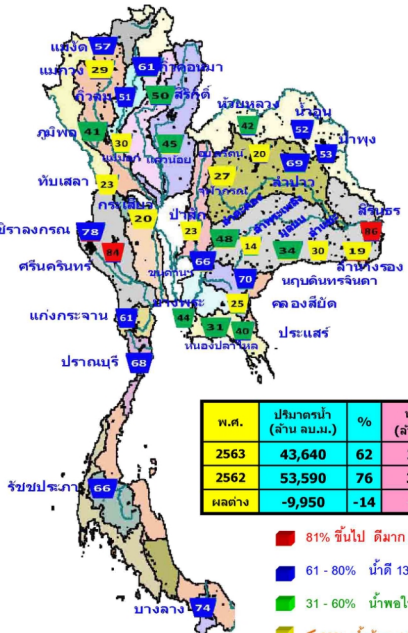 แม่งัด 57
61 กิ่วคอหมา
แม่กวง 29
กิ่วลม 51
50 สิริกิติ์
ห้วยหลวง 42
น้ำอูน 52
ภูมิพล 41
30
แควน้อย 45
อุบลรัตน์ 20
น้ำพุง 53
69 ลำปาว
ทับเสลา 23
27 จุฬาภรณ์
กระเสียว 20
ป่าสัก 23
สิรินธร 86
วชิราลงกรณ 78
48
14
34
30
19 ลำนางรอง
ศรีนครินทร์ 84
ขุนด่านฯ 66
70 นฤบดินทรจินดา
25 คลองสียัด
แก่งกระจาน 61
บางพระ 44
31 หนองปลาไหล
40 ประแสร์
ปราณบุรี 68
พ.ศ. ปริมาตรน้ำ (ล้าน ลบ.ม.) %
2563 43,640 62
2562 53,590 76
ผลต่าง -9,950 -14
รัชชประภา 66
81% ขึ้นไป ดีมาก
61 - 80% น้ำดี 13
31 - 60% น้ำพอใ
บางลาง 74